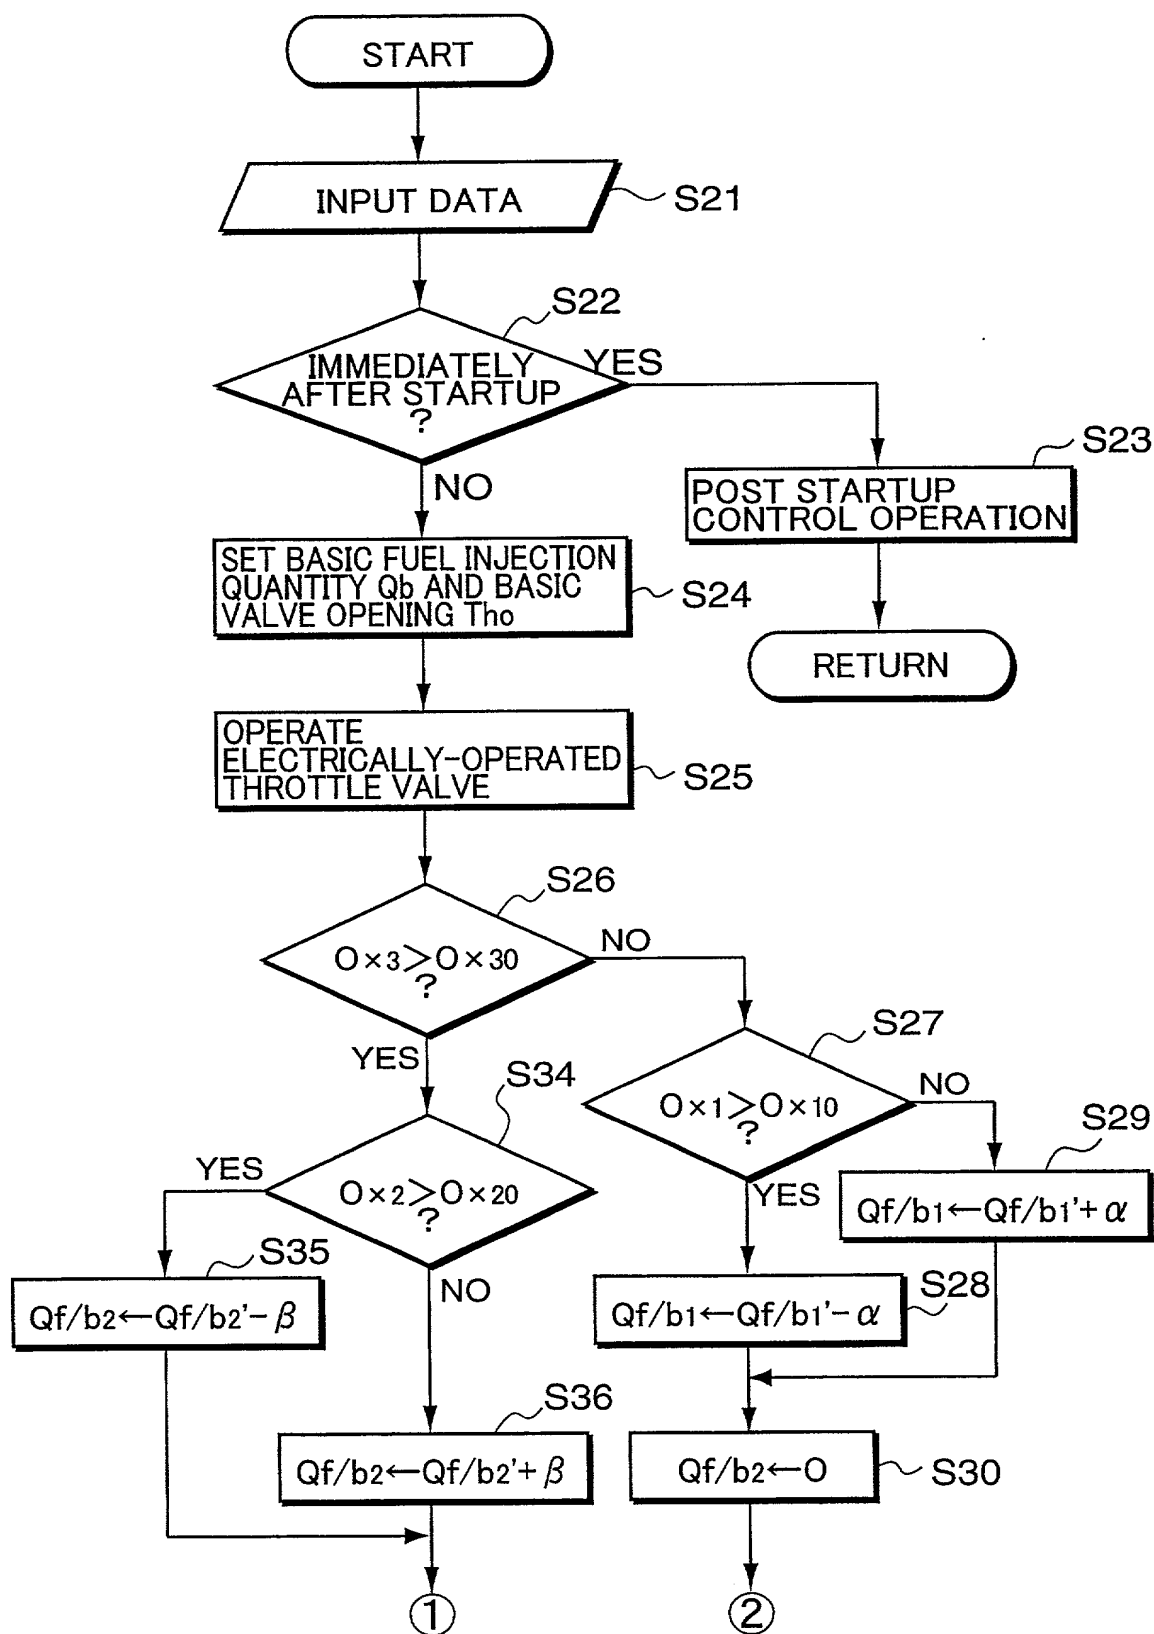 START
INPUT DATA
S21
S22
IMMEDIATELY
AFTER STARTUP
?
YES
NO
S23
POST STARTUP
CONTROL OPERATION
RETURN
SET BASIC FUEL INJECTION
QUANTITY Qb AND BASIC
VALVE OPENING Tho
S24
OPERATE
ELECTRICALLY-OPERATED
THROTTLE VALVE
S25
S26
O×3>O×30
?
NO
YES
S27
O×1>O×10
?
NO
YES
S34
O×2>O×20
?
YES
NO
S29
Qf/b1←Qf/b1'+α
S28
Qf/b1←Qf/b1'-α
S35
Qf/b2←Qf/b2'-β
S36
Qf/b2←Qf/b2'+β
Qf/b2←O
S30
①
②